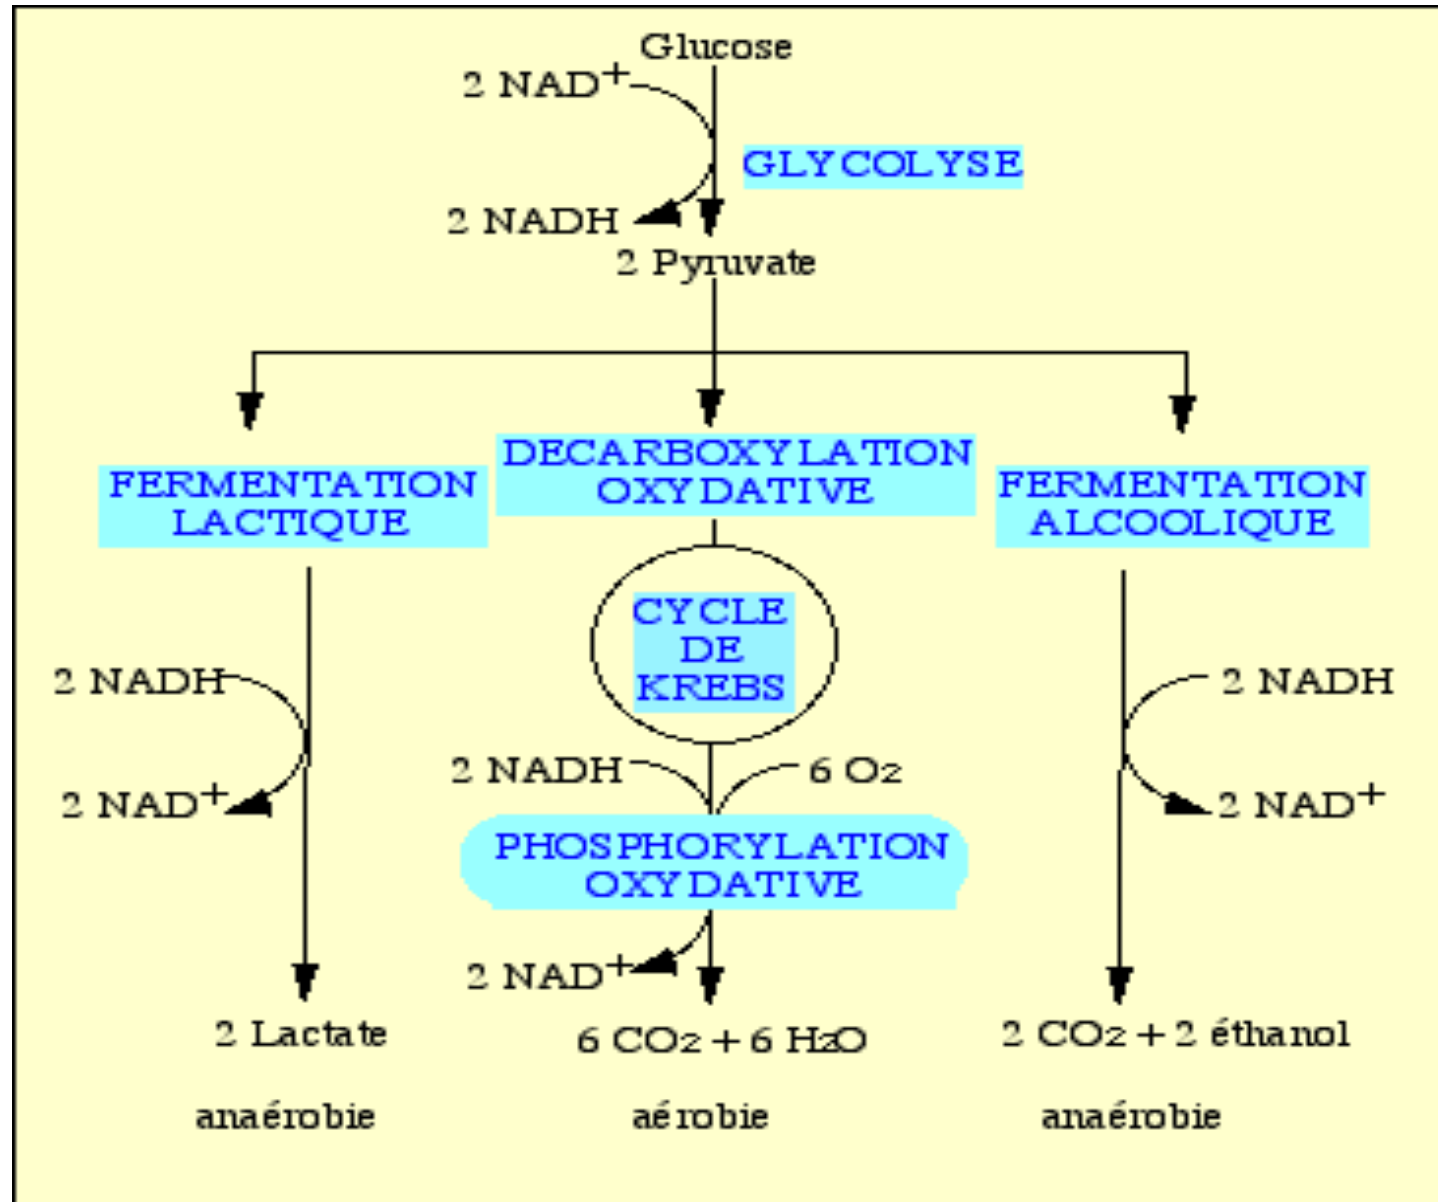 Glucose
2 NAD+
GLYCOLYSE
2 NADH
2 Pyruvate
FERMENTATION
LACTIQUE
DECARBOXYLATION
OXYDATIVE
FERMENTATION
ALCOOLIQUE
CYCLE
DE
KREBS
2 NADH
2 NAD+
2 NADH
6 O2
PHOSPHORYLATION
OXYDATIVE
2 NAD+
2 NADH
2 NAD+
2 Lactate
6 CO2 + 6 H2O
2 CO2 + 2 éthanol
anaérobie
aérobie
anaérobie